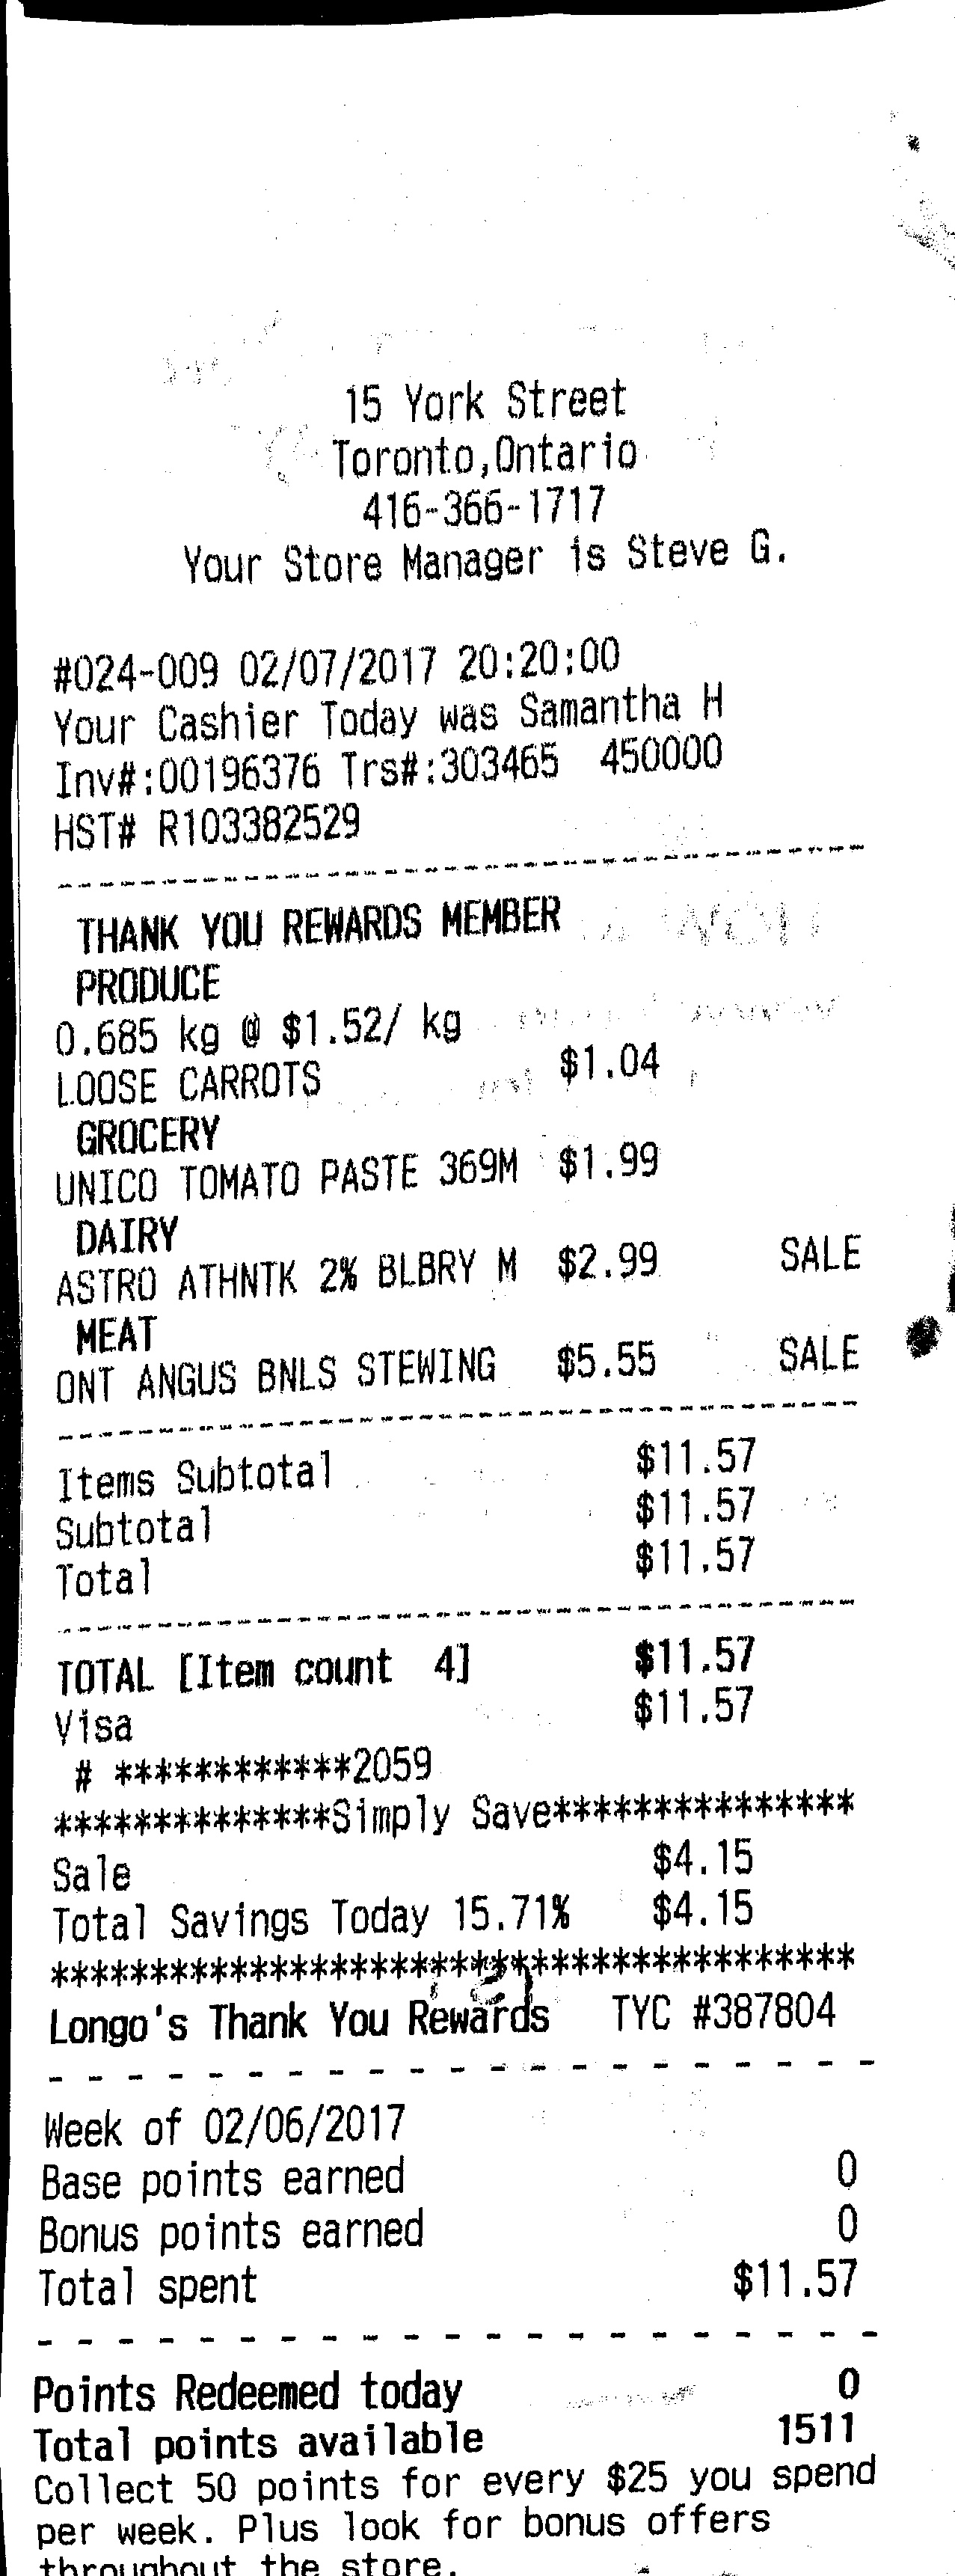 15 York Street
Toronto,Ontario
416-366-1717
Your Store Manager is Steve G.
#024-009 02/07/2017 20:20:00
Your Cashier Today was Samantha H
Inv#:00196376 Trs#:303465 450000
HST# R103382529
THANK YOU REWARDS MEMBER
PRODUCE
0.685 kg @ $1.52/ kg
LOOSE CARROTS $1.04
GROCERY
UNICO TOMATO PASTE 369M $1.99
DAIRY
ASTRO ATHNTK 2% BLBRY M $2.99 SALE
MEAT
ONT ANGUS BNLS STEWING $5.55 SALE
Items Subtotal $11.57
Subtotal $11.57
Total $11.57
TOTAL [Item count 4] $11.57
Visa $11.57
# ************2059
**************Simply Save***************
Sale $4.15
Total Savings Today 15.71% $4.15
****************************************
Longo's Thank You Rewards TYC #387804
Week of 02/06/2017
Base points earned 0
Bonus points earned 0
Total spent $11.57
Points Redeemed today 0
Total points available 1511
Collect 50 points for every $25 you spend
per week. Plus look for bonus offers
throughout the store.